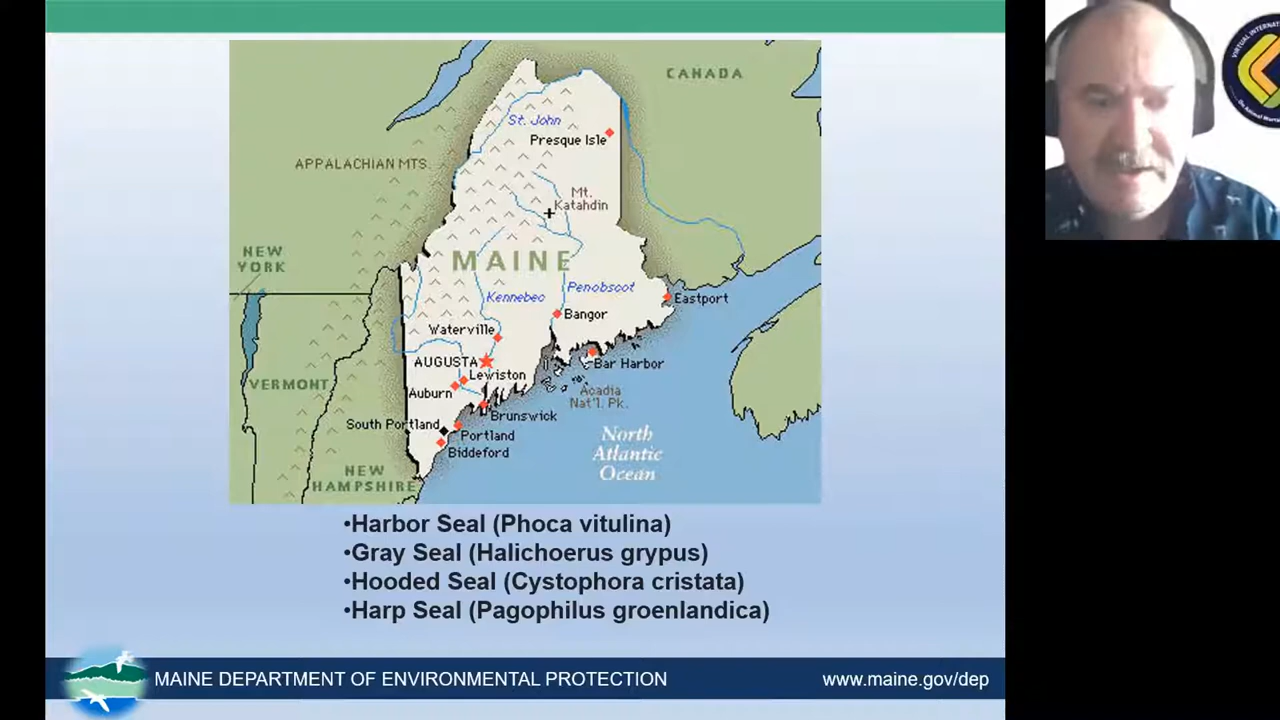 CANADA
St. John
Presque Isle
APPALACHIAN MTS.
Mt.
Katahdin
NEW
YORK
MAINE
Kennebec
Penobscot
Eastport
Bangor
Waterville
AUGUSTA
Bar Harbor
Lewiston
VERMONT
Auburn
Acadia
Nat'l. Pk.
Brunswick
South Portland
Portland
Biddeford
North
Atlantic
Ocean
NEW
HAMPSHIRE
•Harbor Seal (Phoca vitulina)
•Gray Seal (Halichoerus grypus)
•Hooded Seal (Cystophora cristata)
•Harp Seal (Pagophilus groenlandica)
MAINE DEPARTMENT OF ENVIRONMENTAL PROTECTION
www.maine.gov/dep